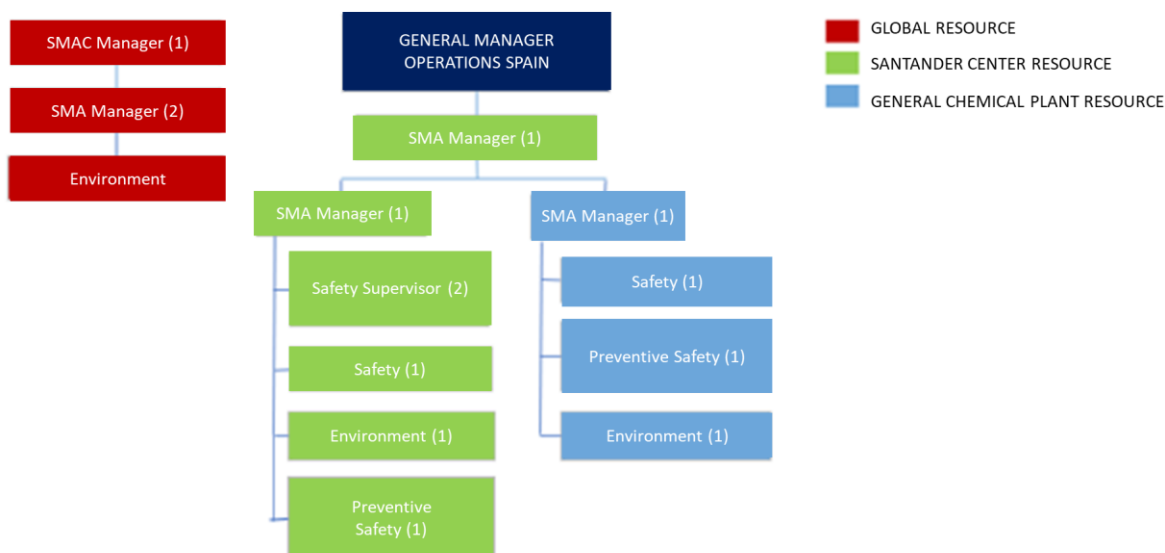 SMAC Manager (1)
SMA Manager (2)
Environment
GENERAL MANAGER
OPERATIONS SPAIN
SMA Manager (1)
SMA Manager (1)
Safety Supervisor (2)
Safety (1)
Environment (1)
Preventive
Safety (1)
SMA Manager (1)
Safety (1)
Preventive Safety (1)
Environment (1)
GLOBAL RESOURCE
SANTANDER CENTER RESOURCE
GENERAL CHEMICAL PLANT RESOURCE